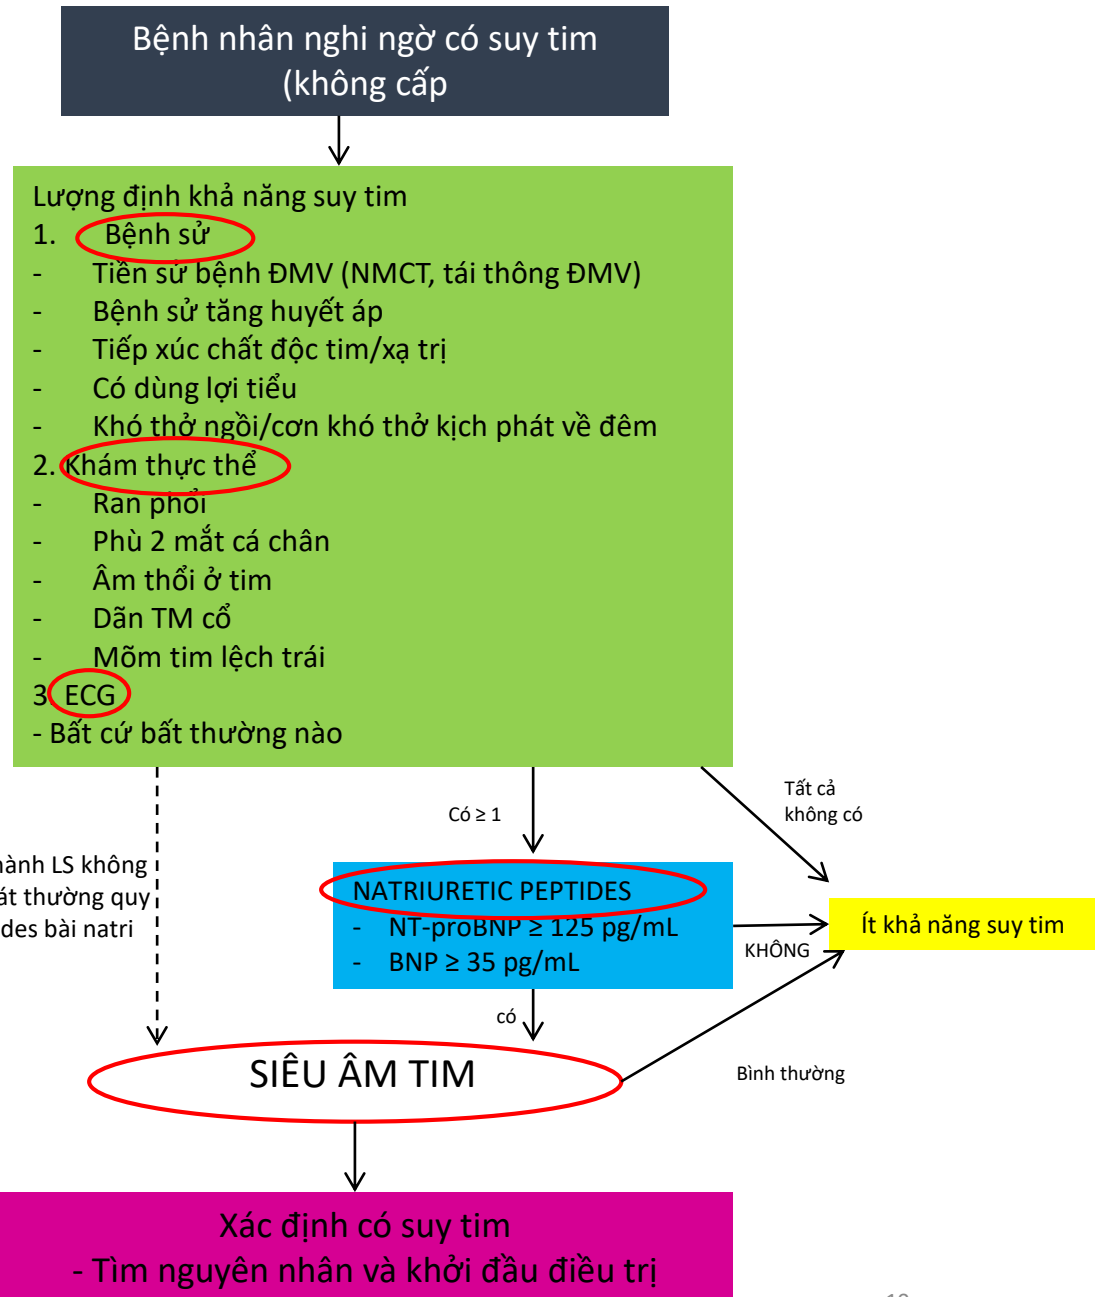 Bệnh nhân nghi ngờ có suy tim
(không cấp
Lượng định khả năng suy tim
1. Bệnh sử
- Tiền sử bệnh ĐMV (NMCT, tái thông ĐMV)
- Bệnh sử tăng huyết áp
- Tiếp xúc chất độc tim/xạ trị
- Có dùng lợi tiểu
- Khó thở ngồi/cơn khó thở kịch phát về đêm
2. Khám thực thể
- Ran phổi
- Phù 2 mắt cá chân
- Âm thổi ở tim
- Dãn TM cổ
- Mõm tim lệch trái
3. ECG
- Bất cứ bất thường nào
Tất cả
không có
Có ≥ 1
LS không
thường quy
bài natri
NATRIURETIC PEPTIDES
- NT-proBNP ≥ 125 pg/mL
- BNP ≥ 35 pg/mL
KHÔNG
Ít khả năng suy tim
có
SIÊU ÂM TIM
Bình thường
Xác định có suy tim
- Tìm nguyên nhân và khởi đầu điều trị